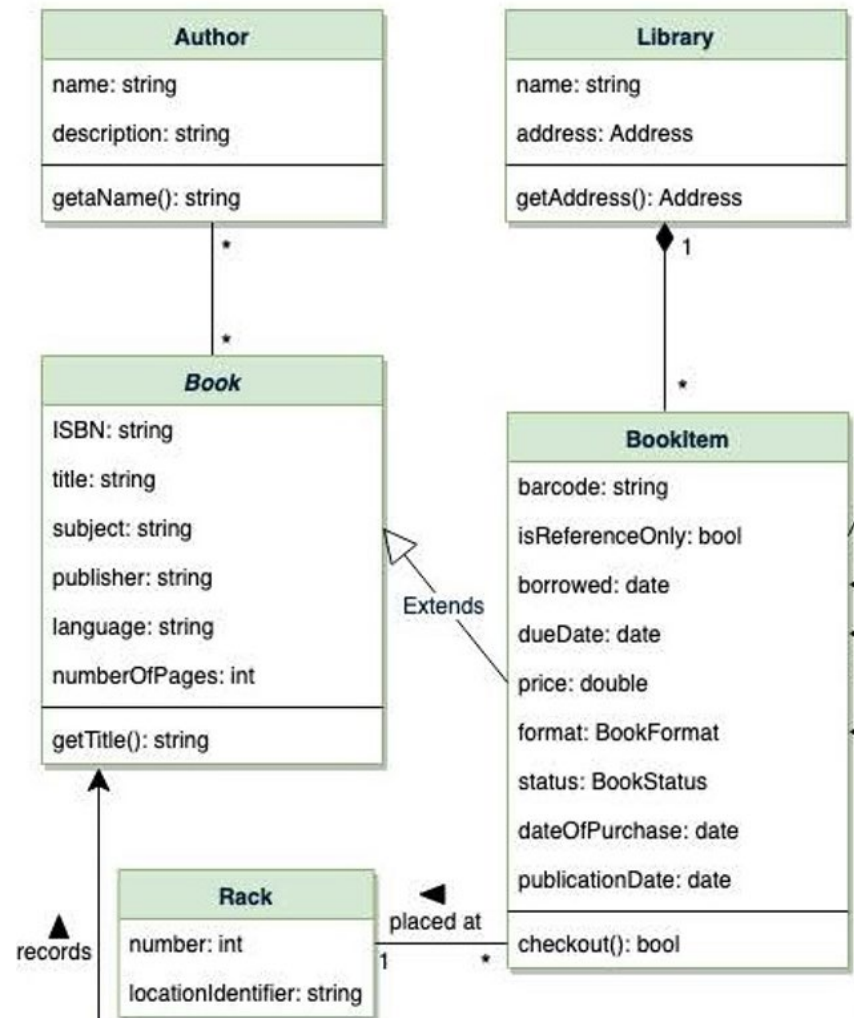 Author
name: string
description: string
getaName(): string
*
*
Library
name: string
address: Address
getAddress(): Address
1
*
Book
ISBN: string
title: string
subject: string
publisher: string
language: string
numberOfPages: int
getTitle(): string
Extends
BookItem
barcode: string
isReferenceOnly: bool
borrowed: date
dueDate: date
price: double
format: BookFormat
status: BookStatus
dateOfPurchase: date
publicationDate: date
checkout(): bool
records
Rack
number: int
locationIdentifier: string
placed at
1
*